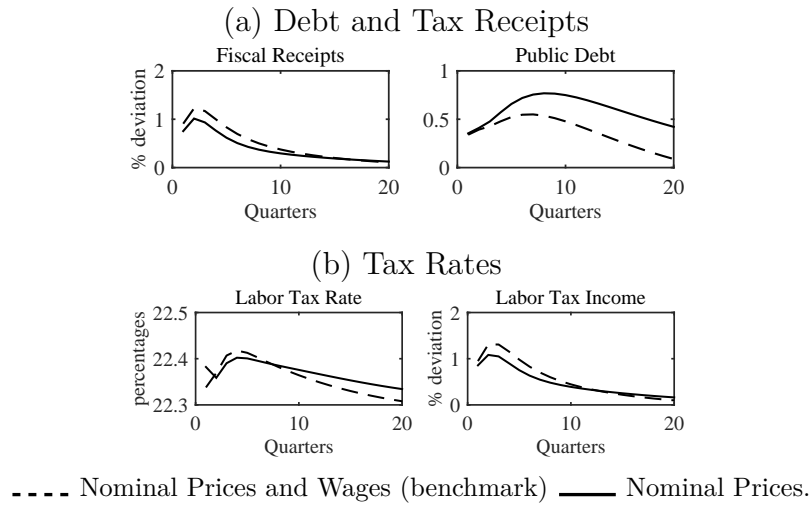 (a) Debt and Tax Receipts
Fiscal Receipts
Public Debt
% deviation
2
1
0
0 10 20
Quarters
1
0.5
0
0 10 20
Quarters
(b) Tax Rates
Labor Tax Rate
Labor Tax Income
percentages
22.5
22.4
22.3
0 10 20
Quarters
% deviation
2
1
0
0 10 20
Quarters
Nominal Prices and Wages (benchmark) Nominal Prices.